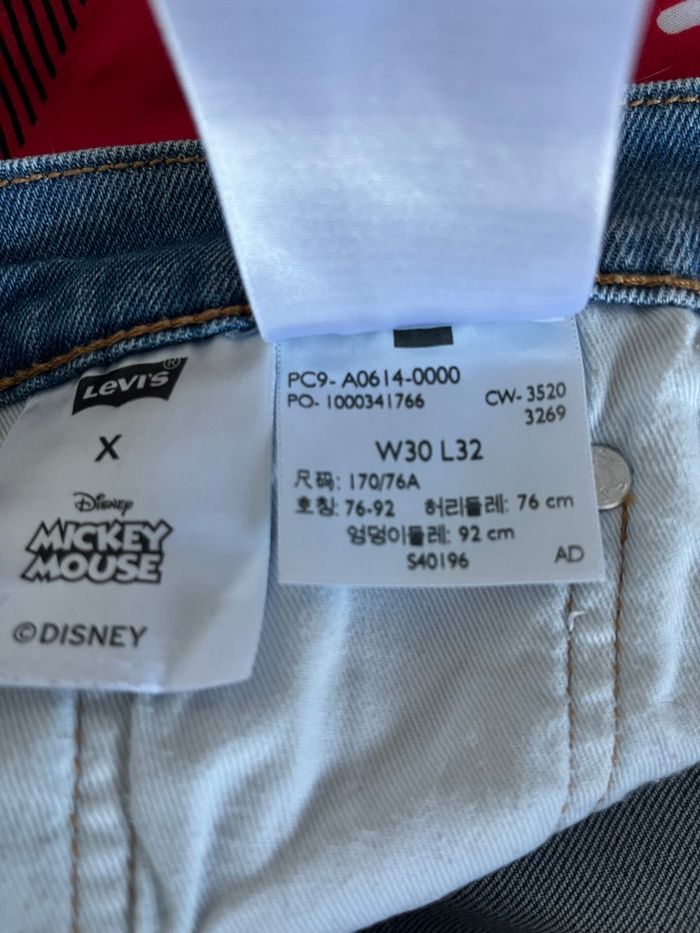 LEVI'S®
X
Disney
MICKEY
MOUSE
©DISNEY
PC9- A0614-0000
PO- 1000341766
CW- 3520
3269
W30 L32
尺码: 170/76A
호칭: 76-92 허리둘레: 76 cm
엉덩이둘레: 92 cm
S40196
AD